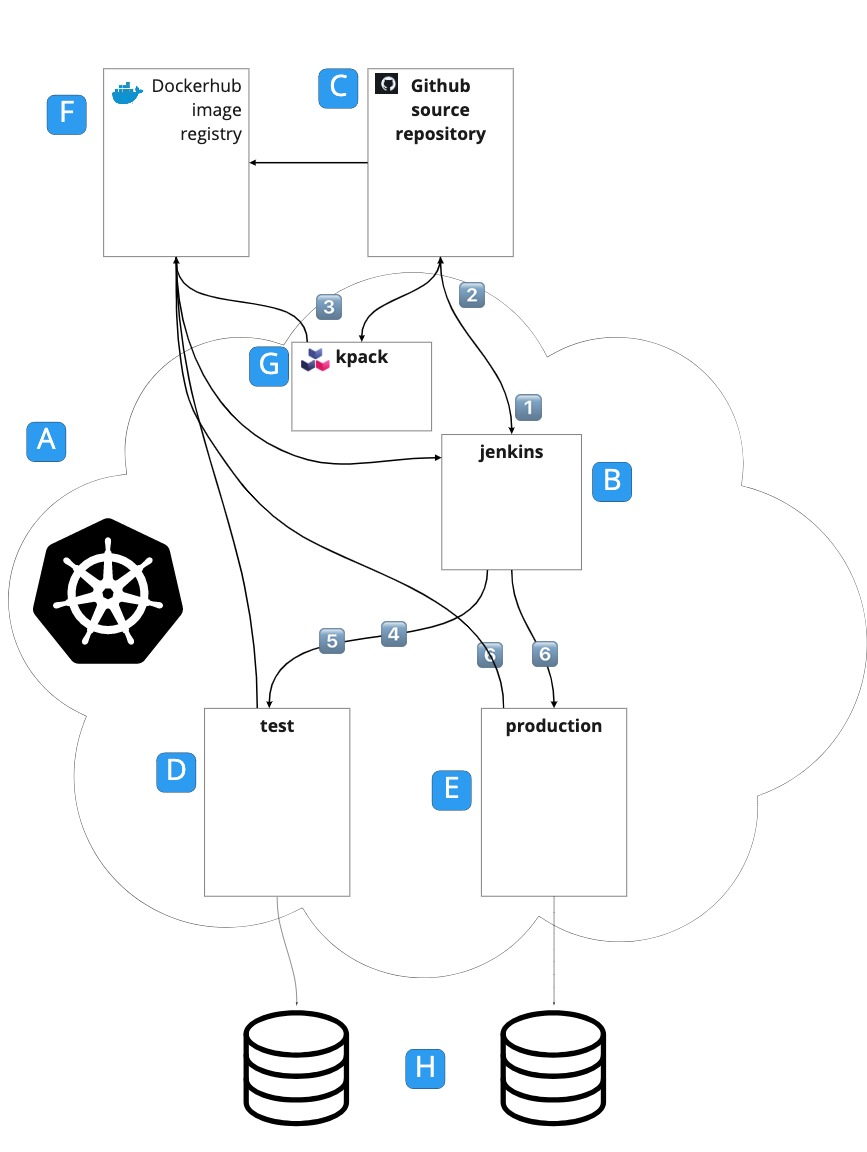 F
Dockerhub
image
registry
C
Github
source
repository
3
2
G
kpack
1
A
jenkins
B
5
4
6
6
test
production
D
E
H